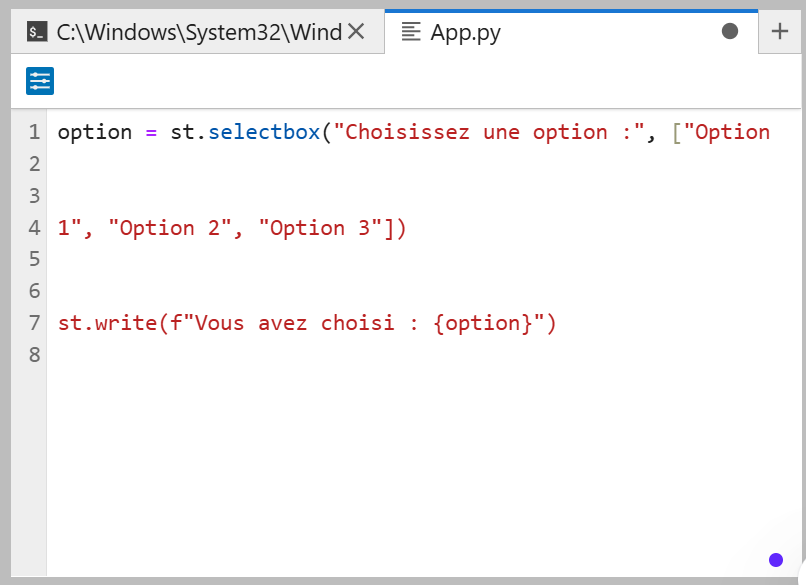 C:\Windows\System32\Wind
App.py
1 option = st.selectbox("Choisissez une option :", ["Option
2
3
4 1", "Option 2", "Option 3"])
5
6
7 st.write(f"Vous avez choisi : {option}")
8